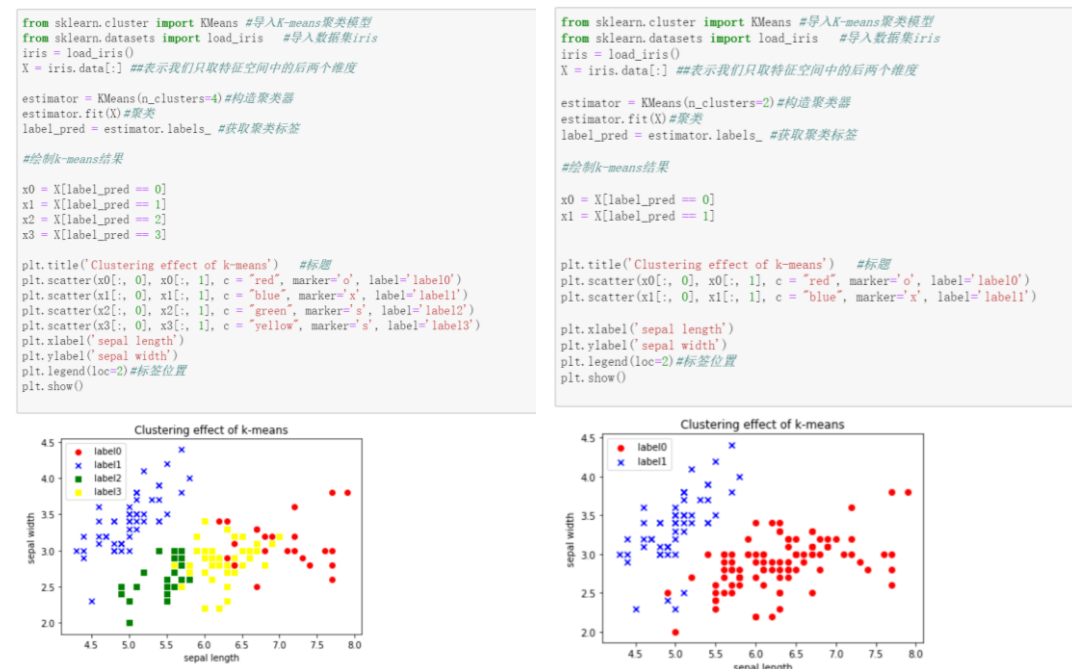 from sklearn.cluster import KMeans #导入K-means聚类模型
from sklearn.datasets import load_iris   #导入数据集iris
iris = load_iris()
X = iris.data[:] ##表示我们只取特征空间中的后两个维度
estimator = KMeans(n_clusters=4)#构造聚类器
estimator.fit(X)#聚类
label_pred = estimator.labels_ #获取聚类标签
#绘制k-means结果
x0 = X[label_pred == 0]
x1 = X[label_pred == 1]
x2 = X[label_pred == 2]
x3 = X[label_pred == 3]
plt.title('Clustering effect of k-means')   #标题
plt.scatter(x0[:, 0], x0[:, 1], c = "red", marker='o', label='label0')
plt.scatter(x1[:, 0], x1[:, 1], c = "blue", marker='x', label='label1')
plt.scatter(x2[:, 0], x2[:, 1], c = "green", marker='s', label='label2')
plt.scatter(x3[:, 0], x3[:, 1], c = "yellow", marker='s', label='label3')
plt.xlabel('sepal length')
plt.ylabel('sepal width')
plt.legend(loc=2)#标签位置
plt.show()
Clustering effect of k-means
label0
label1
label2
label3
4.5
4.0
3.5
3.0
2.5
2.0
sepal width
4.5 5.0 5.5 6.0 6.5 7.0 7.5 8.0
sepal length
from sklearn.cluster import KMeans #导入K-means聚类模型
from sklearn.datasets import load_iris   #导入数据集iris
iris = load_iris()
X = iris.data[:] ##表示我们只取特征空间中的后两个维度
estimator = KMeans(n_clusters=2)#构造聚类器
estimator.fit(X)#聚类
label_pred = estimator.labels_ #获取聚类标签
#绘制k-means结果
x0 = X[label_pred == 0]
x1 = X[label_pred == 1]
plt.title('Clustering effect of k-means')   #标题
plt.scatter(x0[:, 0], x0[:, 1], c = "red", marker='o', label='label0')
plt.scatter(x1[:, 0], x1[:, 1], c = "blue", marker='x', label='label1')
plt.xlabel('sepal length')
plt.ylabel('sepal width')
plt.legend(loc=2)#标签位置
plt.show()
Clustering effect of k-means
label0
label1
4.5
4.0
3.5
3.0
2.5
2.0
sepal width
4.5 5.0 5.5 6.0 6.5 7.0 7.5 8.0
sepal length